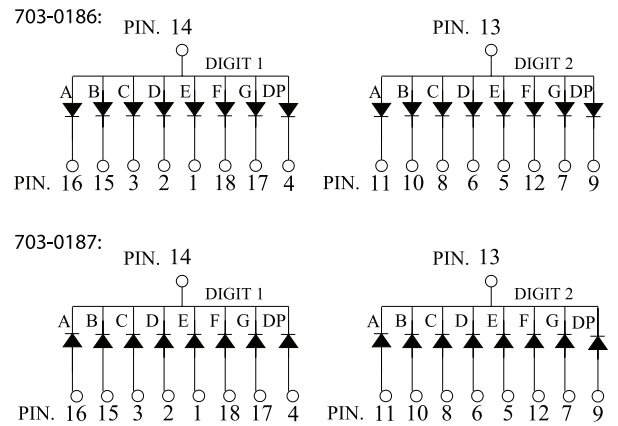 703-0186:
PIN. 14 PIN. 13
DIGIT 1 DIGIT 2
A B C D E F G DP A B C D E F G DP
PIN. 16 15 3 2 1 18 17 4 PIN. 11 10 8 6 5 12 7 9
703-0187:
PIN. 14 PIN. 13
DIGIT 1 DIGIT 2
A B C D E F G DP A B C D E F G DP
PIN. 16 15 3 2 1 18 17 4 PIN. 11 10 8 6 5 12 7 9